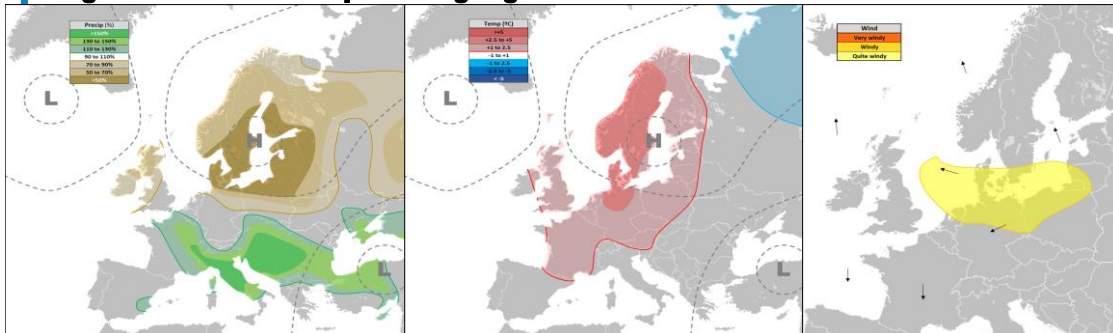 Precip (%)
>150%
130 to 150%
110 to 130%
90 to 110%
70 to 90%
50 to 70%
<50%
L
H
L
Temp (ºC)
>+5
+2.5 to +5
+1 to 2.5
-1 to +1
-1 to 2.5
-2.5 to -5
< -5
L
H
L
Wind
Very windy
Windy
Quite windy